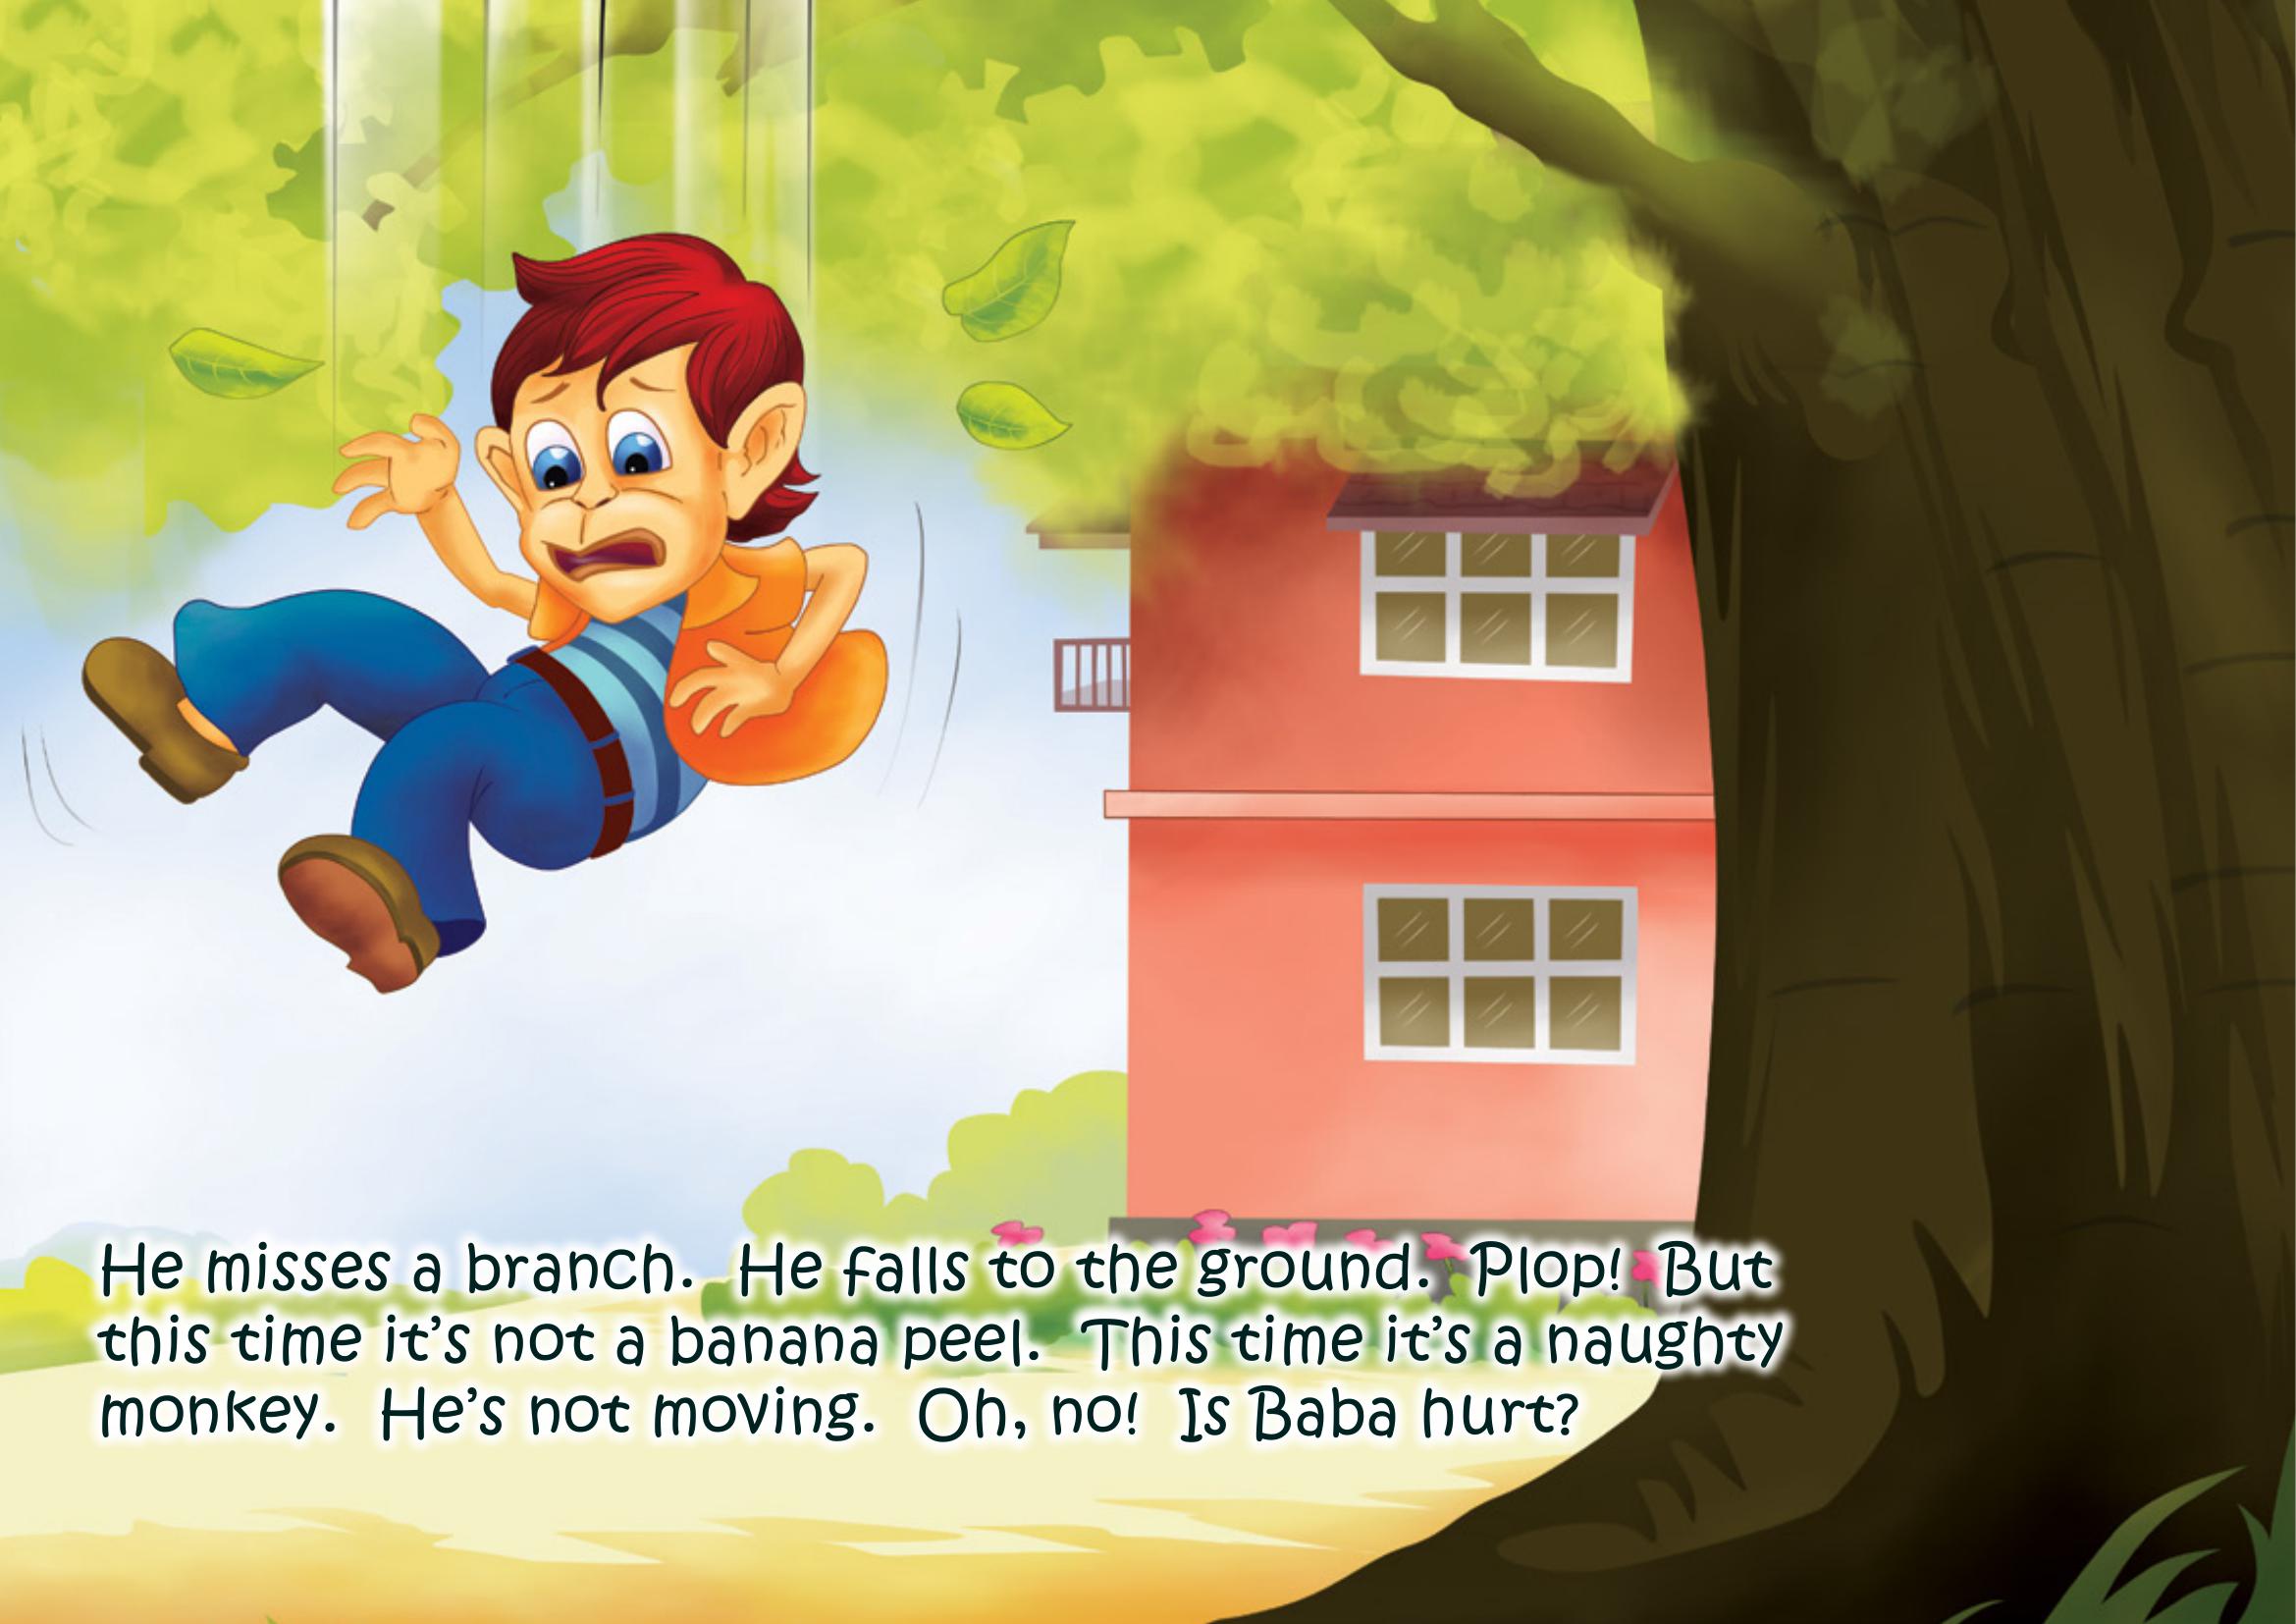 He misses a branch.  He falls to the ground.  Plop!  But
this time it's not a banana peel.  This time it's a naughty
monkey.  He's not moving.  Oh, no!  Is Baba hurt?